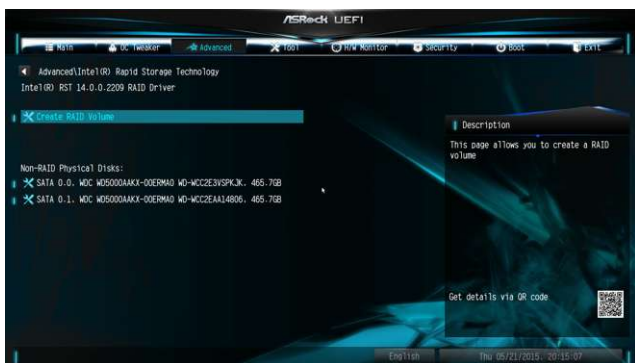 ASRock UEFI
Main OC Tweaker Advanced Tool H/W Monitor Security Boot Exit
Advanced\Intel(R) Rapid Storage Technology
Intel(R) RST 14.0.0.2209 RAID Driver
Create RAID Volume
Description
This page allows you to create a RAID
volume
Non-RAID Physical Disks:
SATA 0.0. WDC WD5000AAKX-00ERMA0 WD-WCC2E3VSPKJK. 465.7GB
SATA 0.1. WDC WD5000AAKX-00ERMA0 WD-WCC2EAA14806. 465.7GB
Get details via QR code
English Thu 05/21/2015. 20:15:07